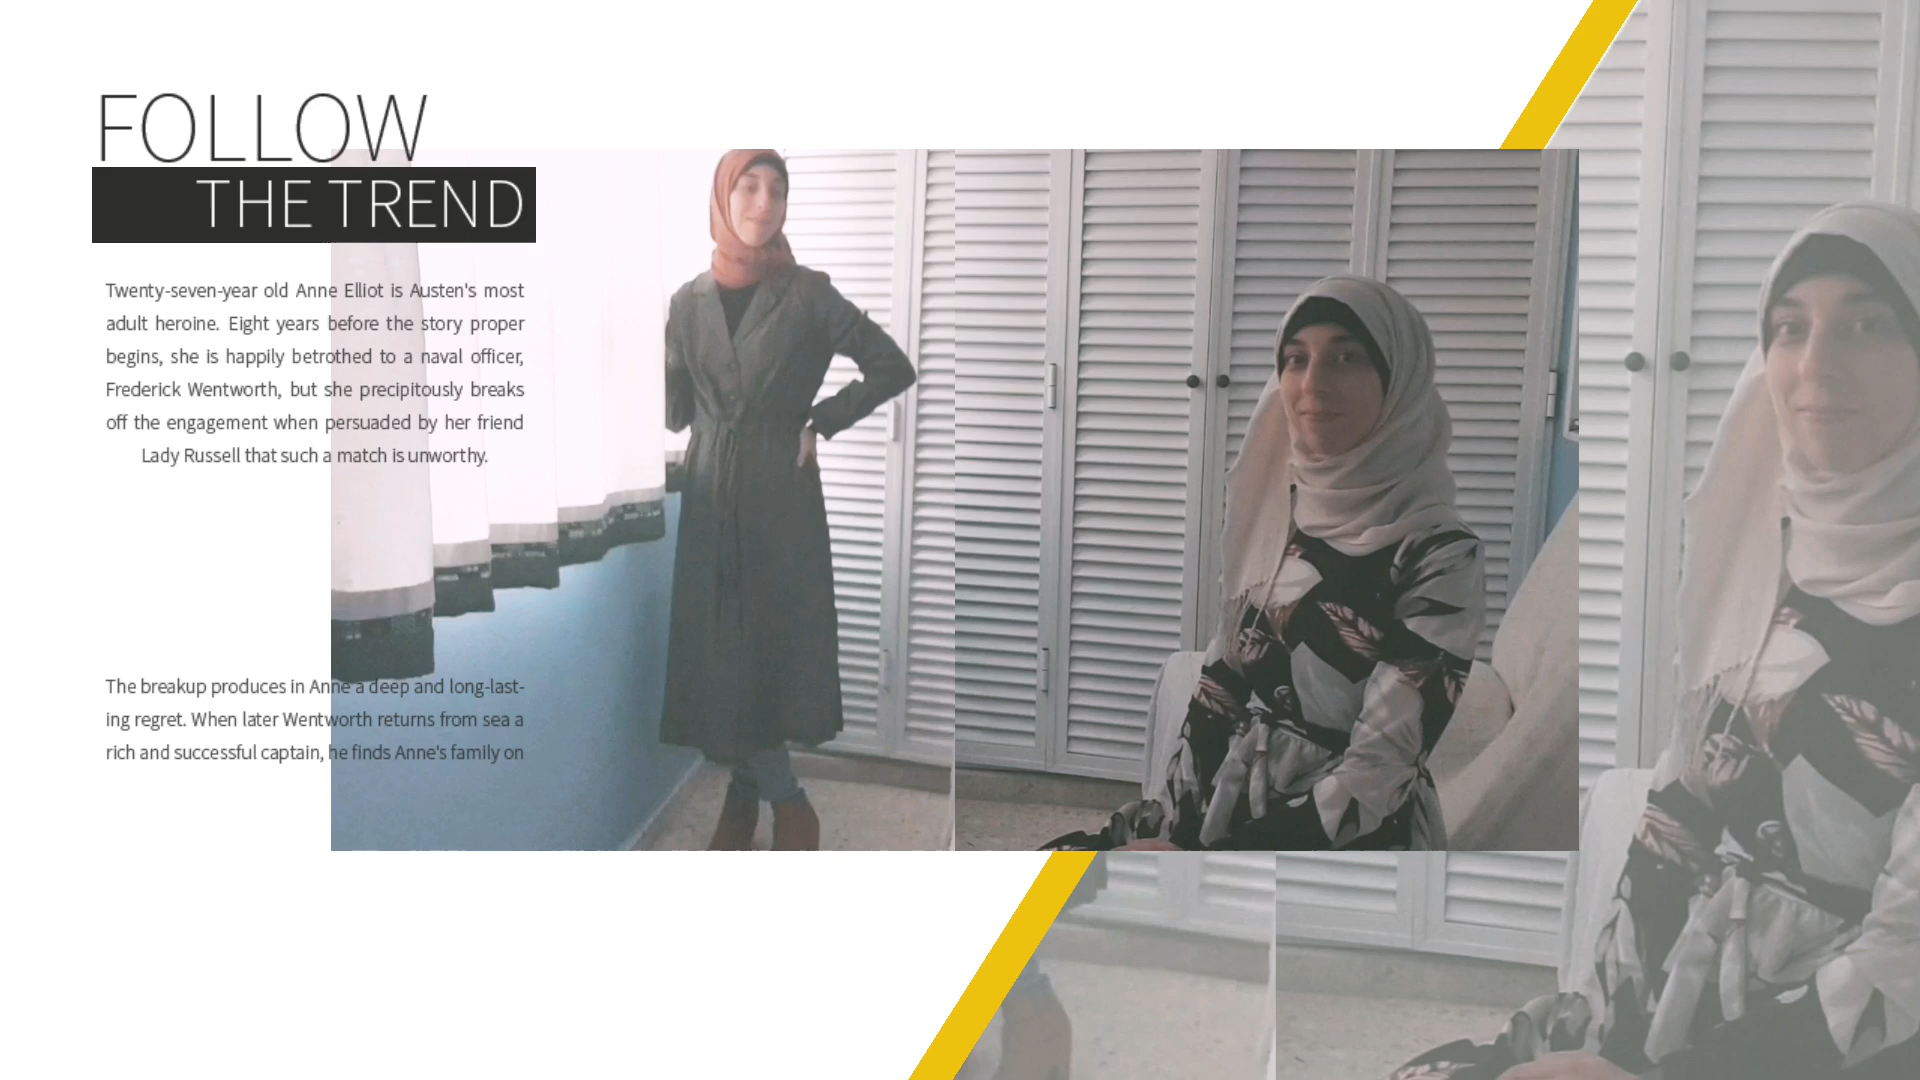 FOLLOW
THE TREND
Twenty-seven-year old Anne Elliot is Austen's most
adult heroine. Eight years before the story proper
begins, she is happily betrothed to a naval officer,
Frederick Wentworth, but she precipitously breaks
off the engagement when persuaded by her friend
Lady Russell that such a match is unworthy.
The breakup produces in Anne a deep and long-last-
ing regret. When later Wentworth returns from sea a
rich and successful captain, he finds Anne's family on